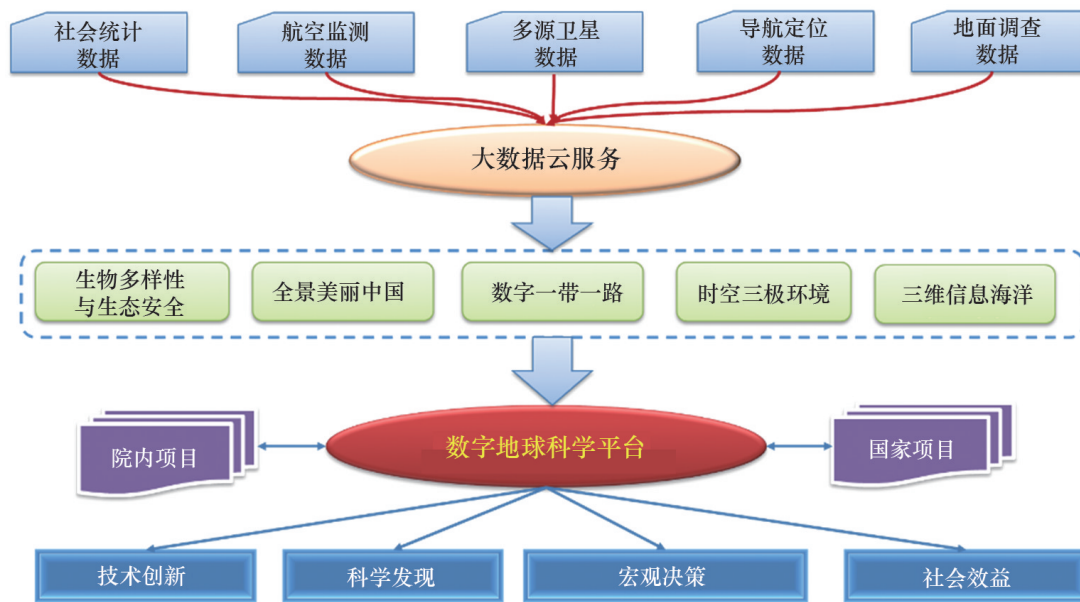 社会统计
数据
航空监测
数据
多源卫星
数据
导航定位
数据
地面调查
数据
大数据云服务
生物多样性
与生态安全
全景美丽中国
数字一带一路
时空三极环境
三维信息海洋
院内项目
数字地球科学平台
国家项目
技术创新
科学发现
宏观决策
社会效益